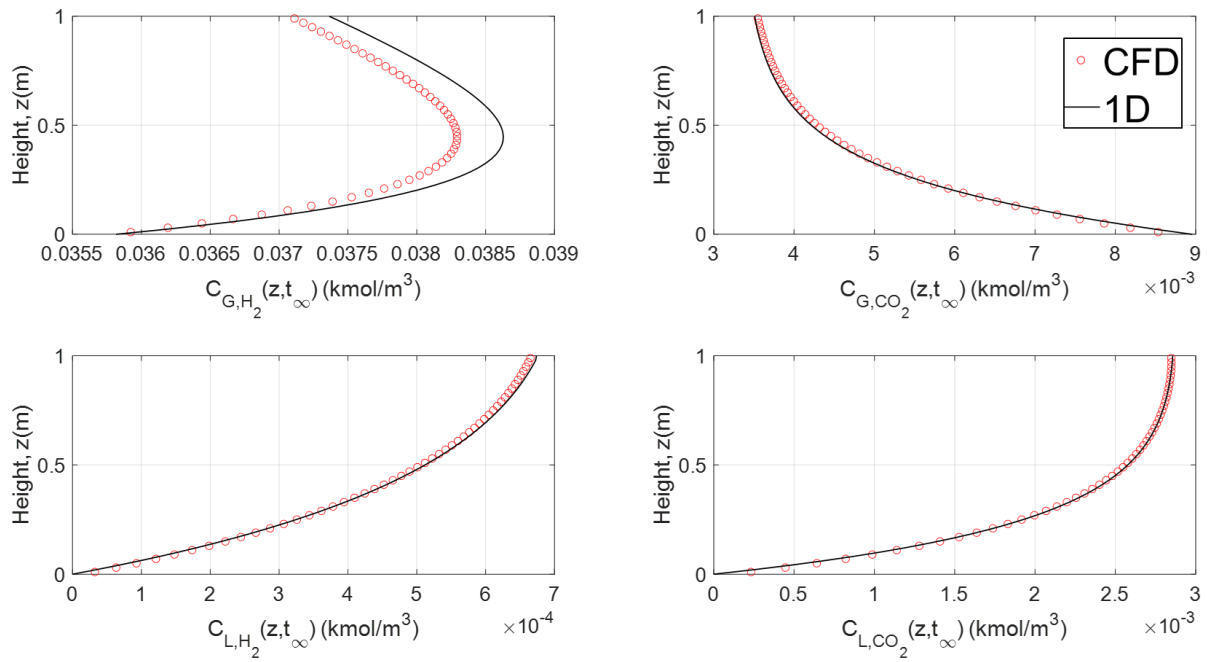 1
0.5
0
Height, z(m)
0.0355 0.036 0.0365 0.037 0.0375 0.038 0.0385 0.039
C_{G,H_2}(z,t_∞) (kmol/m^3)
1
0.5
0
Height, z(m)
3 4 5 6 7 8 9
×10^{-3}
C_{G,CO_2}(z,t_∞) (kmol/m^3)
CFD
1D
1
0.5
0
Height, z(m)
0 1 2 3 4 5 6 7
×10^{-4}
C_{L,H_2}(z,t_∞) (kmol/m^3)
1
0.5
0
Height, z(m)
0 0.5 1 1.5 2 2.5 3
×10^{-3}
C_{L,CO_2}(z,t_∞) (kmol/m^3)